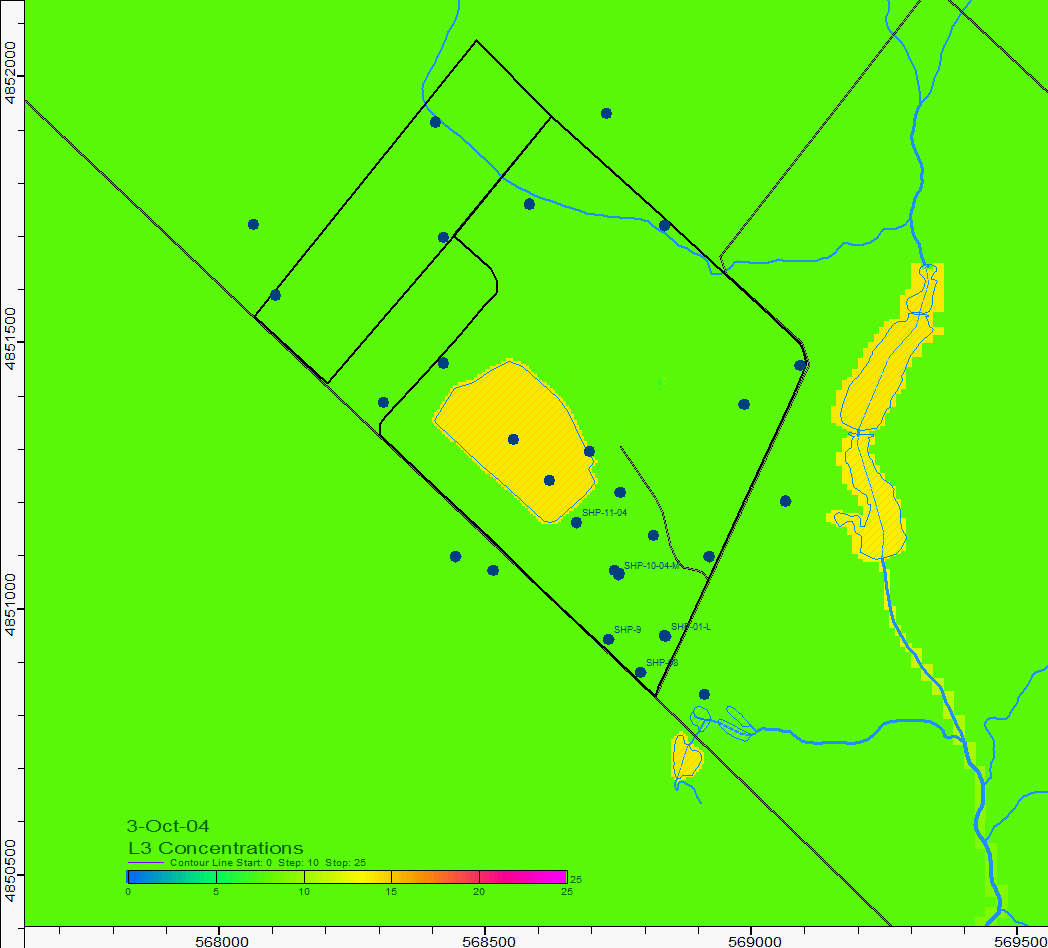 4852000
4851500
4851000
4850500
SHP-11-04
SHP-10-04-M
SHP-9
SHP-01-L
SHP-08
3-Oct-04
L3 Concentrations
Contour Line Start: 0 Step: 10 Stop: 25
25
0 5 10 15 20 25
568000 568500 569000 569500